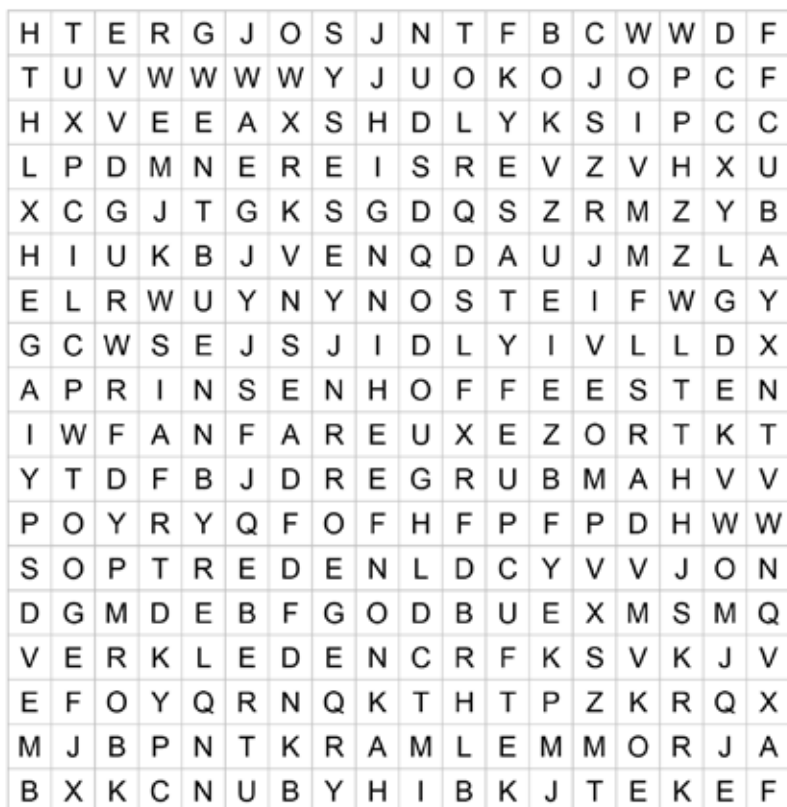 H T E R G J O S J N T F B C W W D F
T U V W W W W Y J U O K O J O P C F
H X V E E A X S H D L Y K S I P C C
L P D M N E R E I S R E V Z V H X U
X C G J T G K S G D Q S Z R M Z Y B
H I U K B J V E N Q D A U J M Z L A
E L R W U Y N Y N O S T E I F W G Y
G C W S E J S J I D L Y I V L L D X
A P R I N S E N H O F F E E S T E N
I W F A N F A R E U X E Z O R T K T
Y T D F B J D R E G R U B M A H V V
P O Y R Y Q F O F H F P F P D H W W
S O P T R E D E N L D C Y V V J O N
D G M D E B F G O D B U E X M S M Q
V E R K L E D E N C R F K S V K J V
E F O Y Q R N Q K T H T P Z K R Q X
M J B P N T K R A M L E M M O R J A
B X K C N U B Y H I B K J T E K E F